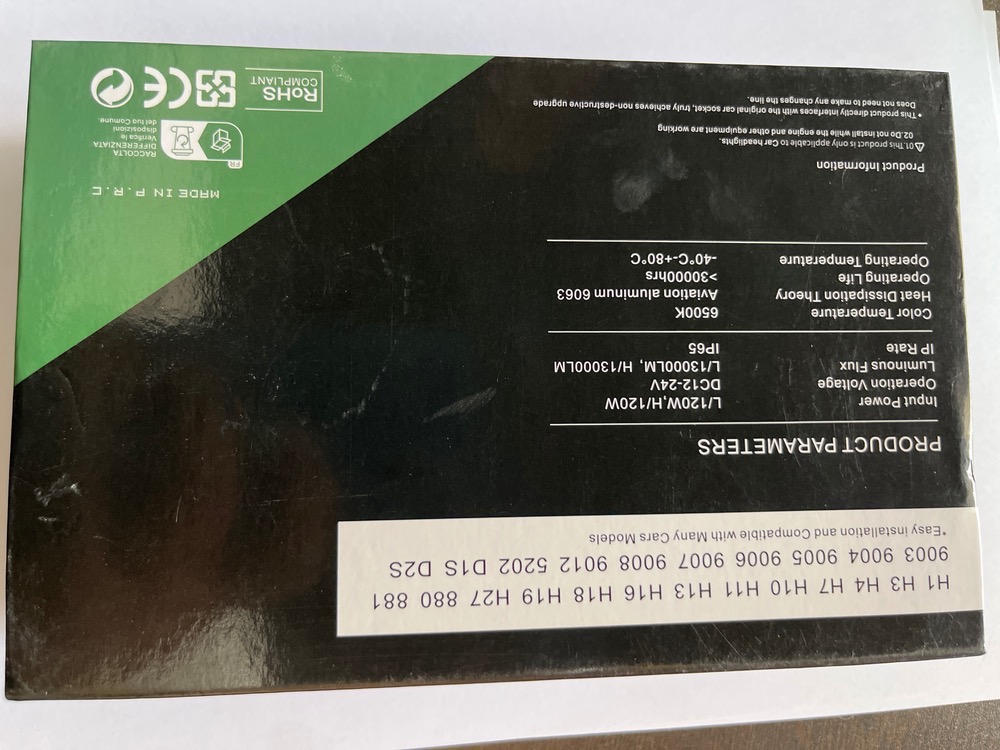 H1 H3 H4 H7 H10 H11 H13 H16 H18 H19 H27 880 881
9003 9004 9005 9006 9007 9008 9012 5202 D1S D2S
*Easy Installation and Compatible with Many Cars Models
PRODUCT PARAMETERS
Input Power L/120W,H/120W
Operation Voltage DC12-24V
Luminous Flux L/13000LM, H/13000LM
IP Rate IP65
Color Temperature 6500K
Heat Dissipation Theory Aviation aluminum 6063
Operating Life >30000hrs
Operating Temperature -40°C-+80°C
Product Information
01.This product is only applicable to Car headlights.
02.Do not install while the engine and other equipment are working
• This product directly interfaces with the original car socket, truly achieves non-destructive upgrade
Does not need to make any changes the line.
MADE IN P.R.C
FR
RACCOLTA
DIFFERENZIATA
Verifica le
disposizioni
del tuo Comune.
RoHS
COMPLIANT
CE